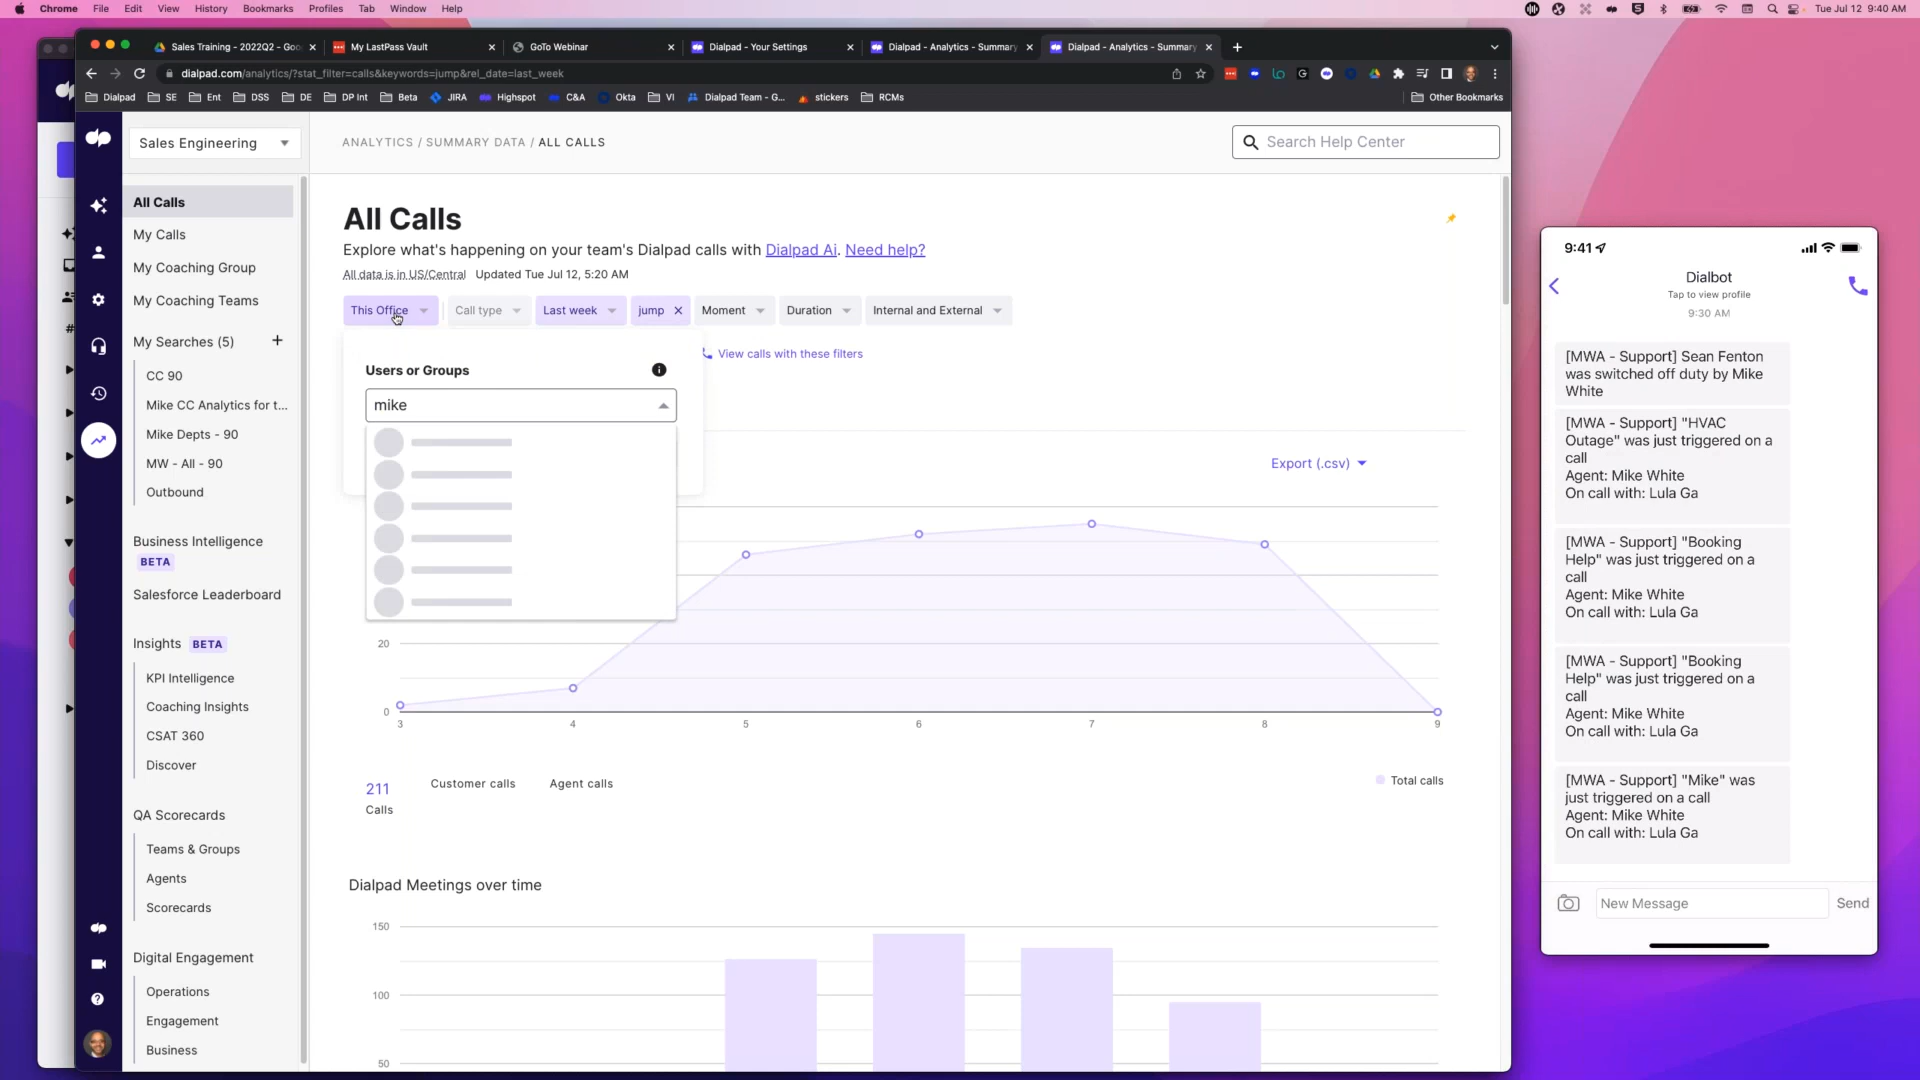 Chrome File Edit View History Bookmarks Profiles Tab Window Help
Tue Jul 12 9:40 AM
Sales Training - 2022Q2 - Goo
My LastPass Vault
GoTo Webinar
Dialpad - Your Settings
Dialpad - Analytics - Summary
Dialpad - Analytics - Summary
dialpad.com/analytics/?stat_filter=calls&keywords=jump&rel_date=last_week
Dialpad SE Ent DSS DE DP Int Beta JIRA Highspot C&A Okta VI Dialpad Team - G... stickers RCMs Other Bookmarks
Sales Engineering
ANALYTICS / SUMMARY DATA / ALL CALLS
Search Help Center
All Calls
My Calls
My Coaching Group
My Coaching Teams
My Searches (5)
CC 90
Mike CC Analytics for t...
Mike Depts - 90
MW - All - 90
Outbound
Business Intelligence
BETA
Salesforce Leaderboard
Insights BETA
KPI Intelligence
Coaching Insights
CSAT 360
Discover
QA Scorecards
Teams & Groups
Agents
Scorecards
Digital Engagement
Operations
Engagement
Business
All Calls
Explore what's happening on your team's Dialpad calls with Dialpad Ai. Need help?
All data is in US/Central Updated Tue Jul 12, 5:20 AM
This Office Call type Last week jump Moment Duration Internal and External
View calls with these filters
Users or Groups
mike
Export (.csv)
20
0
3 4 5 6 7 8 9
211
Calls
Customer calls
Agent calls
Total calls
Dialpad Meetings over time
150
100
50
9:41
Dialbot
Tap to view profile
9:30 AM
[MWA - Support] Sean Fenton
was switched off duty by Mike
White
[MWA - Support] "HVAC
Outage" was just triggered on a
call
Agent: Mike White
On call with: Lula Ga
[MWA - Support] "Booking
Help" was just triggered on a
call
Agent: Mike White
On call with: Lula Ga
[MWA - Support] "Booking
Help" was just triggered on a
call
Agent: Mike White
On call with: Lula Ga
[MWA - Support] "Mike" was
just triggered on a call
Agent: Mike White
On call with: Lula Ga
New Message
Send